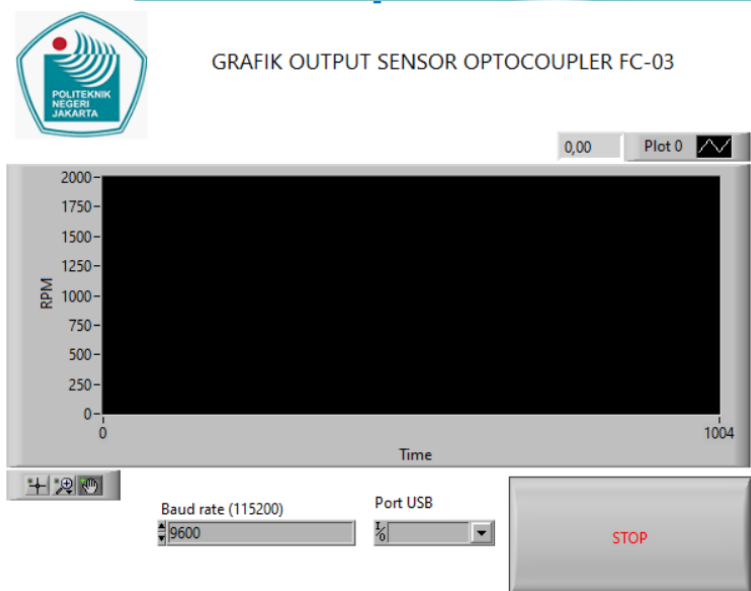 POLITEKNIK
NEGERI
JAKARTA
GRAFIK OUTPUT SENSOR OPTOCOUPLER FC-03
0,00
Plot 0
2000
1750
1500
1250
1000
750
500
250
0
RPM
0
1004
Time
Baud rate (115200)
9600
Port USB
I/O
STOP